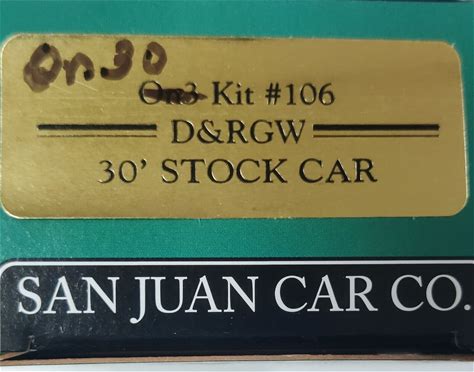 On30
On3 Kit #106
D&RGW
30' STOCK CAR
SAN JUAN CAR CO.